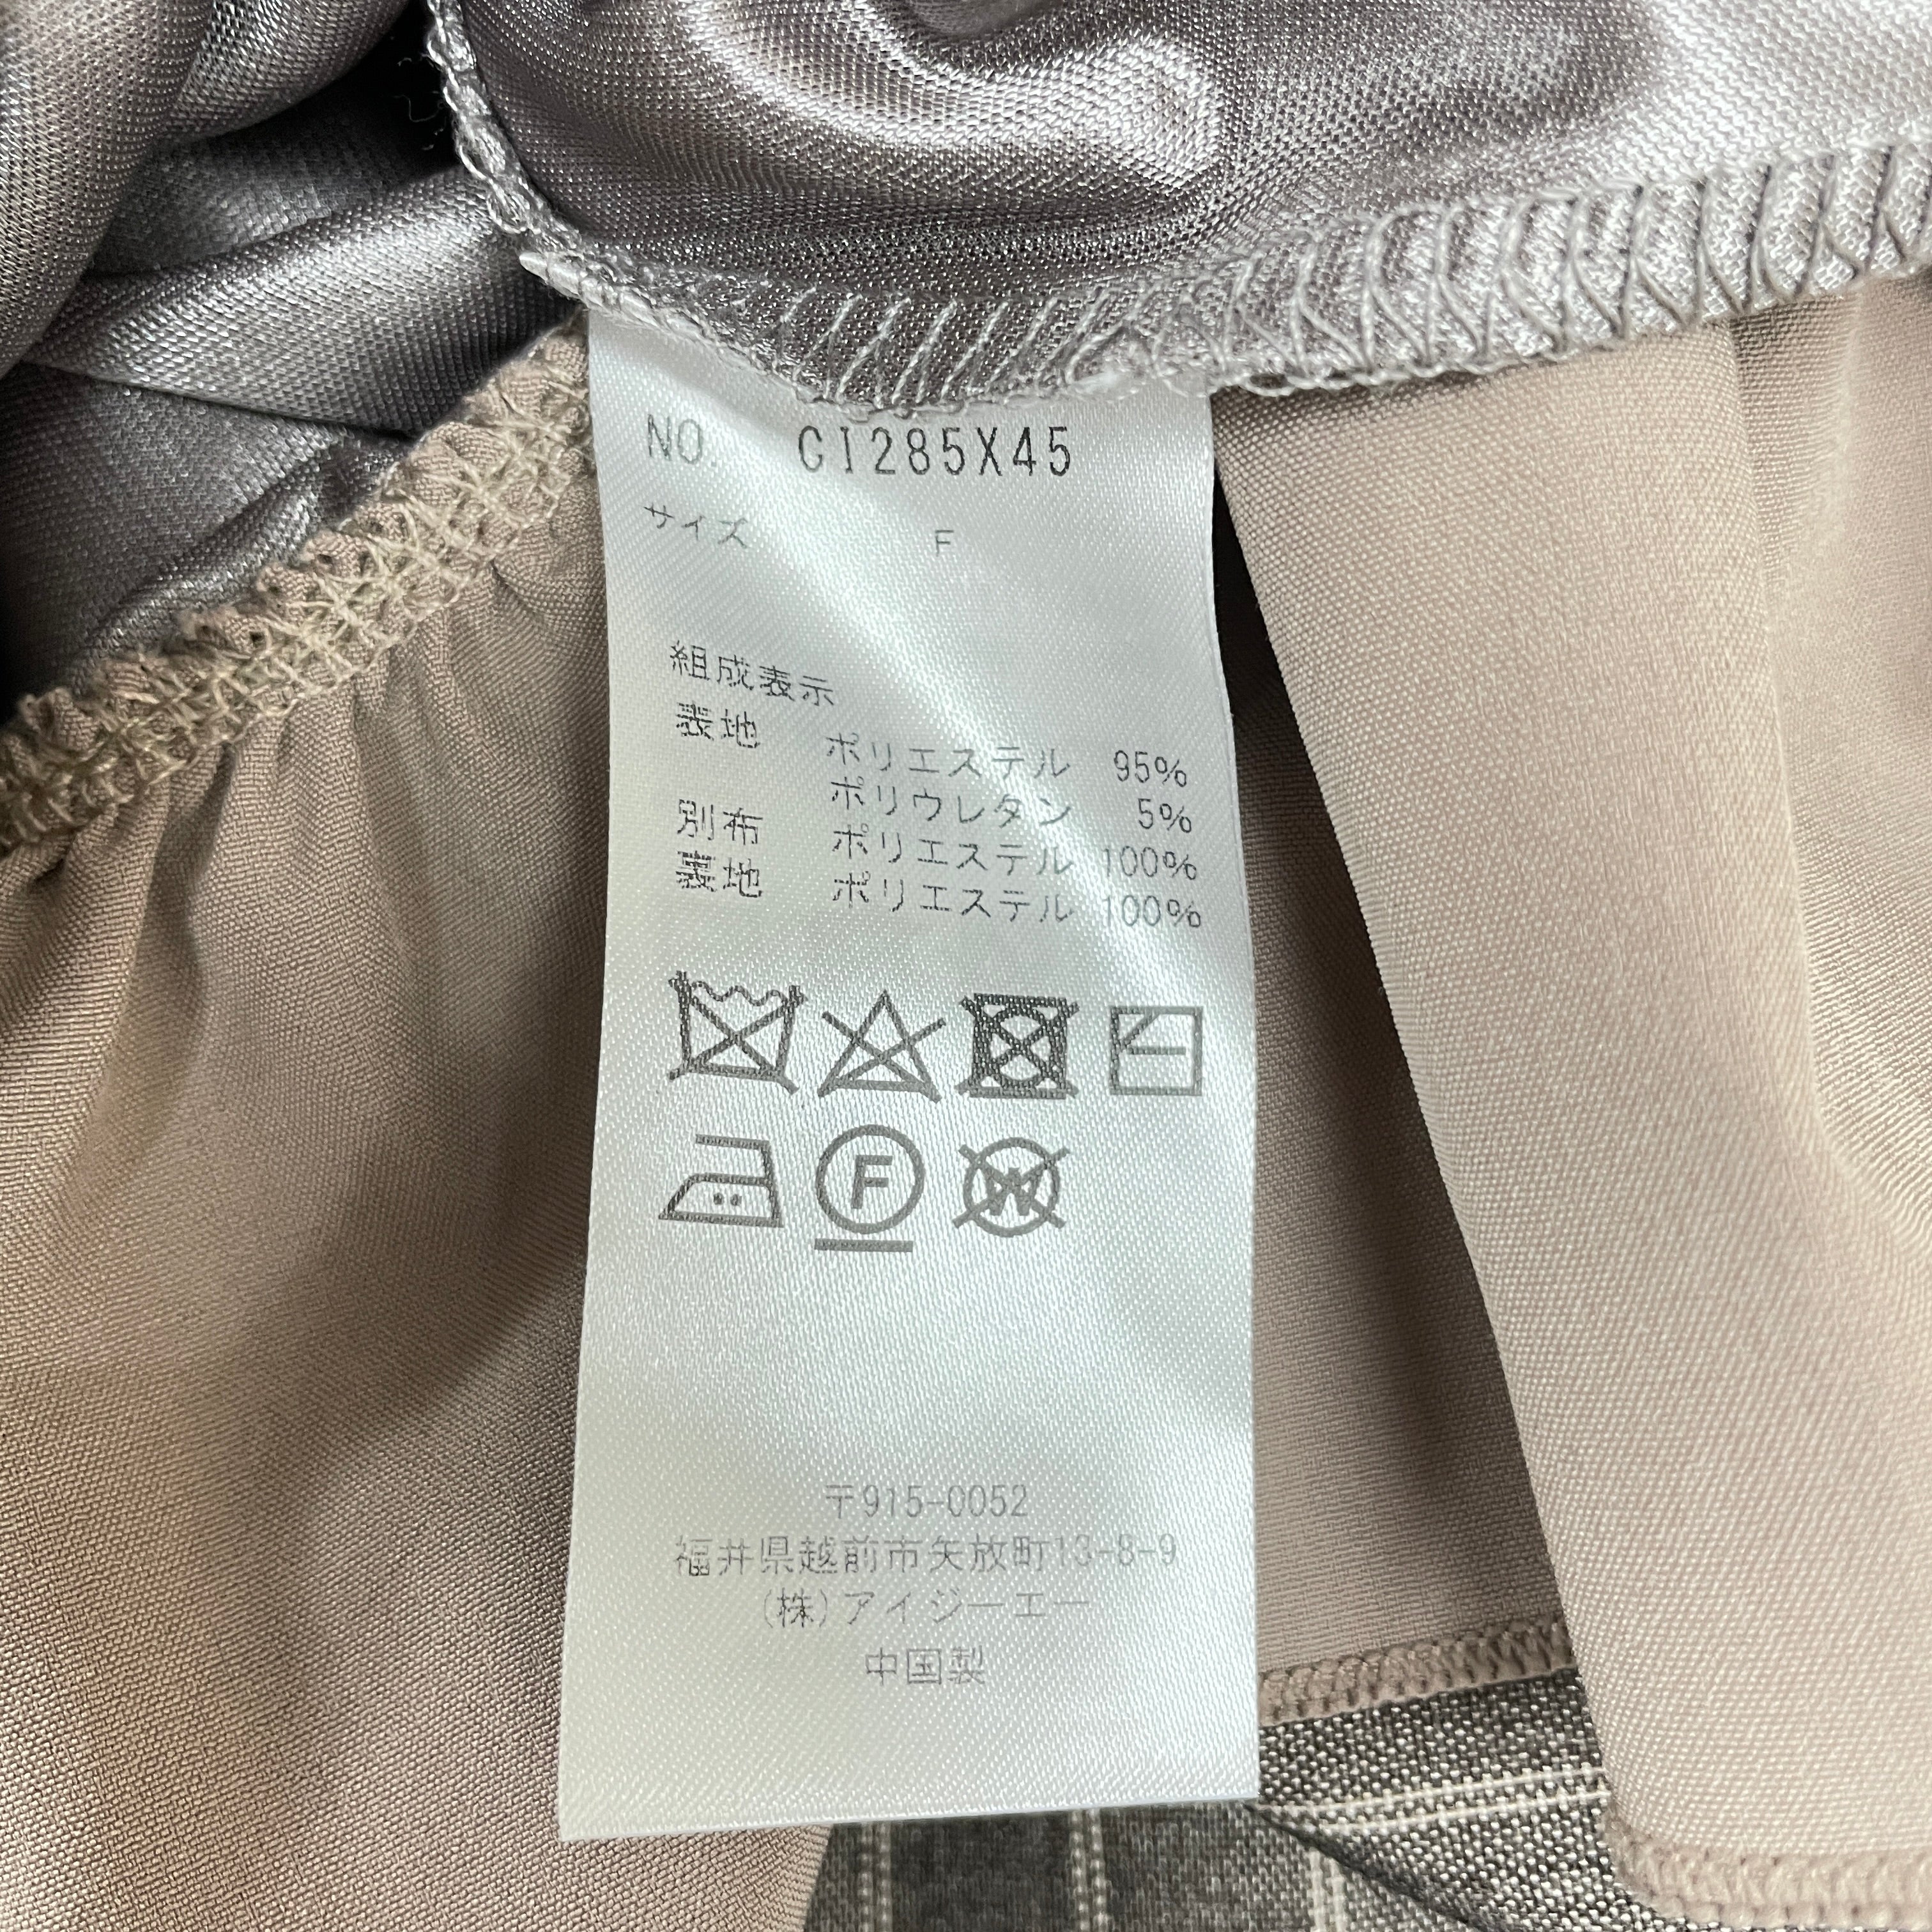 NO. CI285X45
サイズ F
組成表示
表地 ポリエステル 95%
ポリウレタン 5%
別布 ポリエステル 100%
裏地 ポリエステル 100%
F
W
〒915-0052
福井県越前市矢放町13-8-9
(株)アイジーエー
中国製